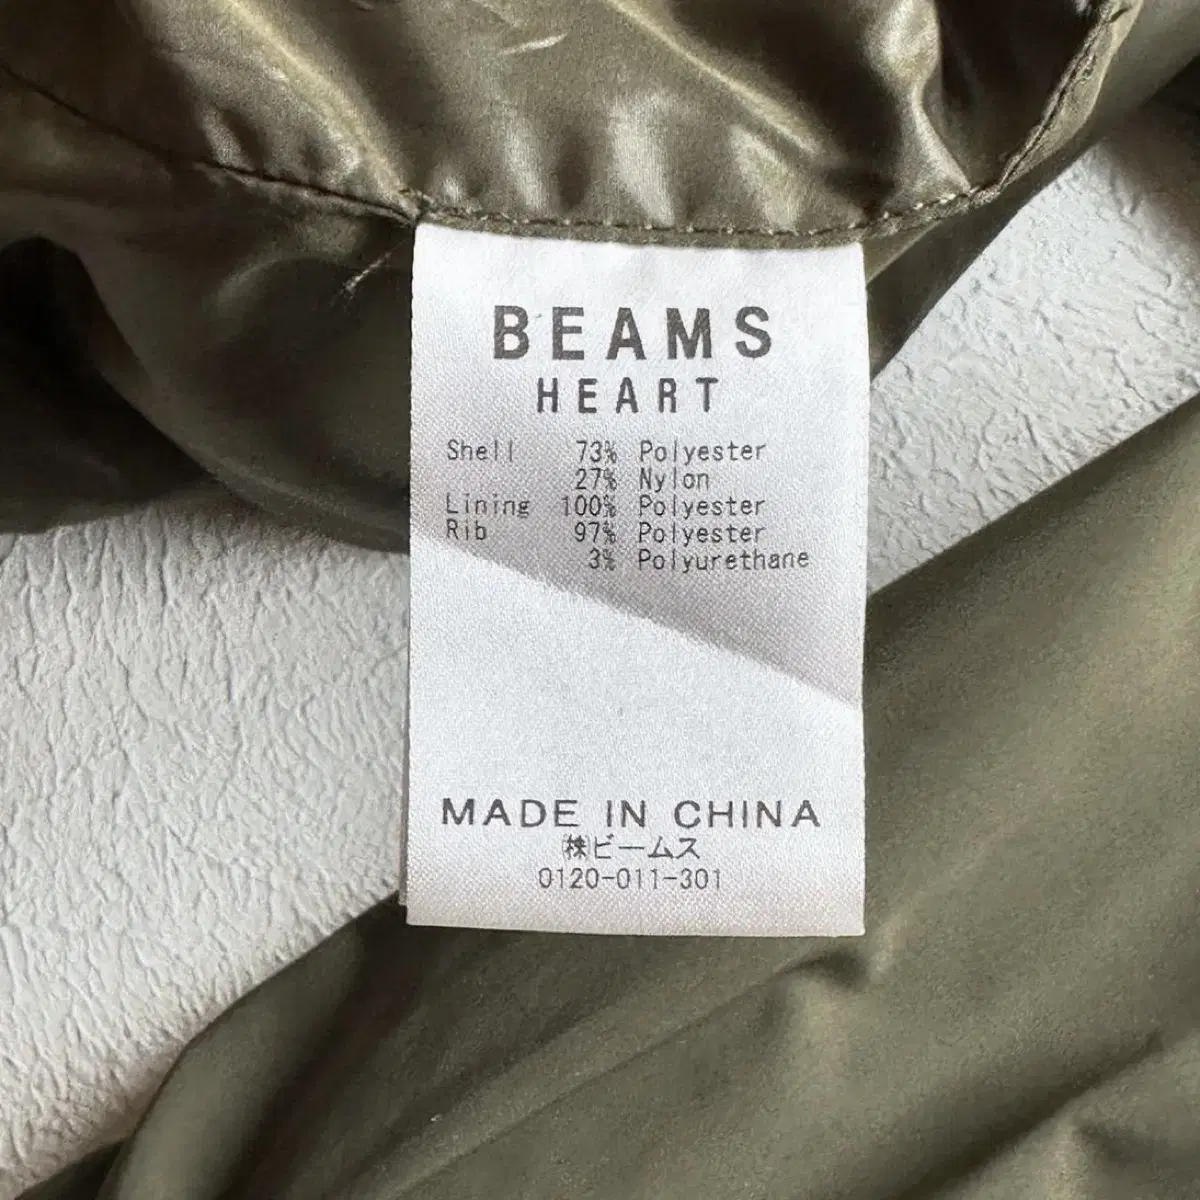 BEAMS
HEART
Shell 73% Polyester
27% Nylon
Lining 100% Polyester
Rib 97% Polyester
3% Polyurethane
MADE IN CHINA
㈱ビームス
0120-011-301